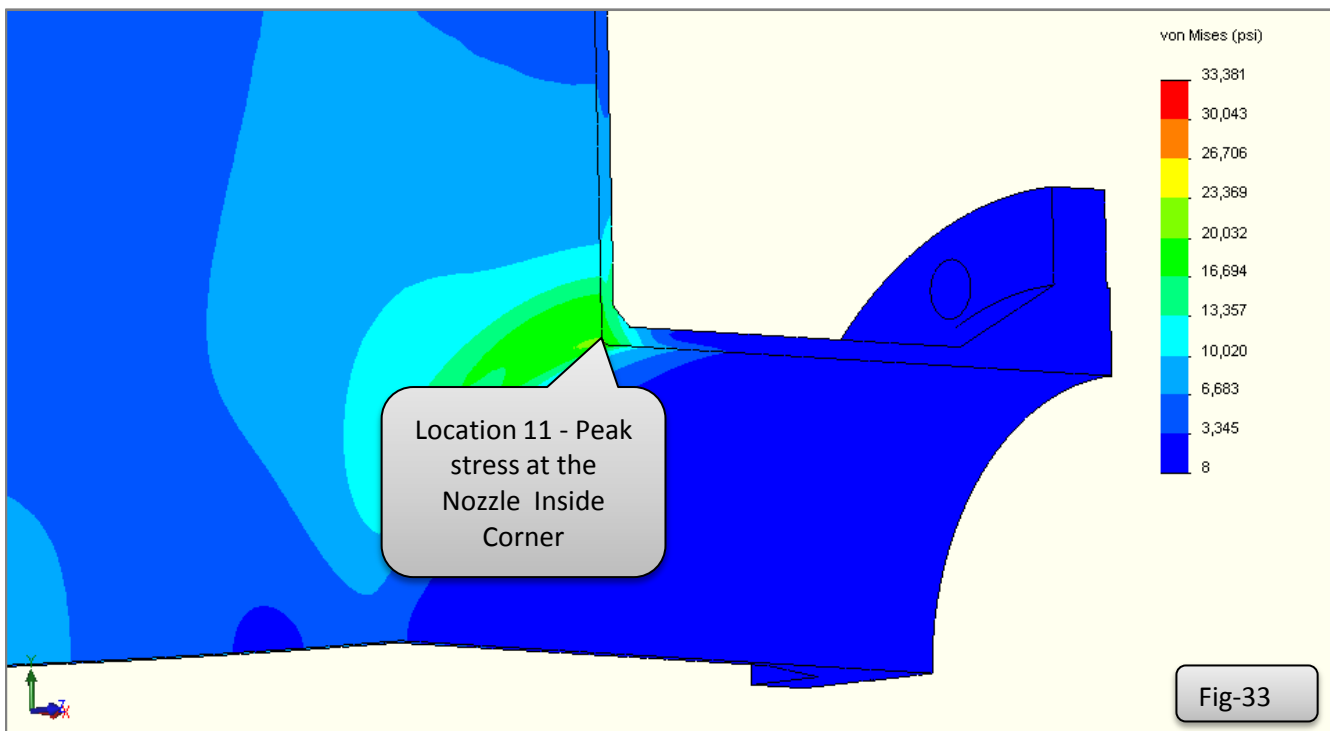 von Mises (psi)
33,381
30,043
26,706
23,369
20,032
16,694
13,357
10,020
6,683
3,345
8
Location 11 - Peak
stress at the
Nozzle Inside
Corner
Y
Z
X
Fig-33